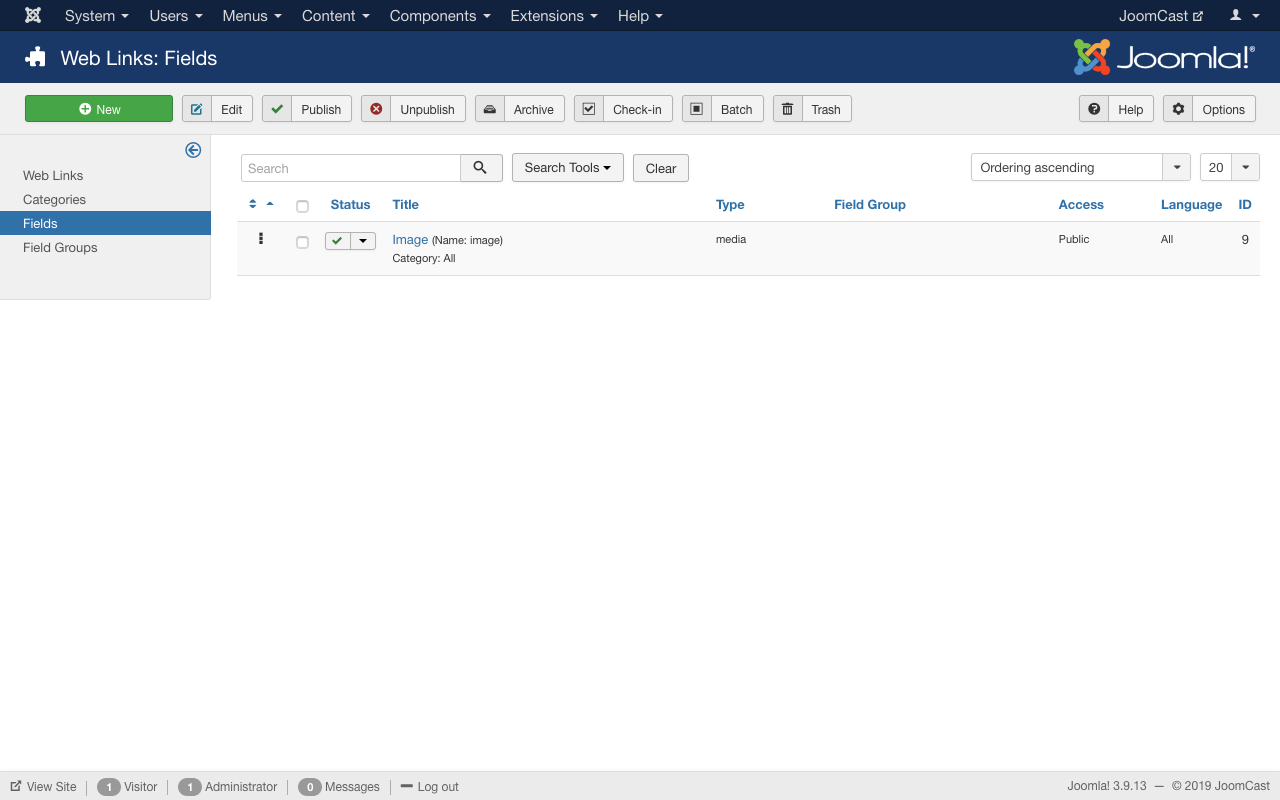 System Users Menus Content Components Extensions Help JoomCast
Web Links: Fields Joomla!®
New Edit Publish Unpublish Archive Check-in Batch Trash Help Options
Web Links
Categories
Fields
Field Groups
Search Search Tools Clear Ordering ascending 20
Status Title Type Field Group Access Language ID
Image (Name: image) media Public All 9
Category: All
View Site 1 Visitor 1 Administrator 0 Messages Log out Joomla! 3.9.13 — © 2019 JoomCast